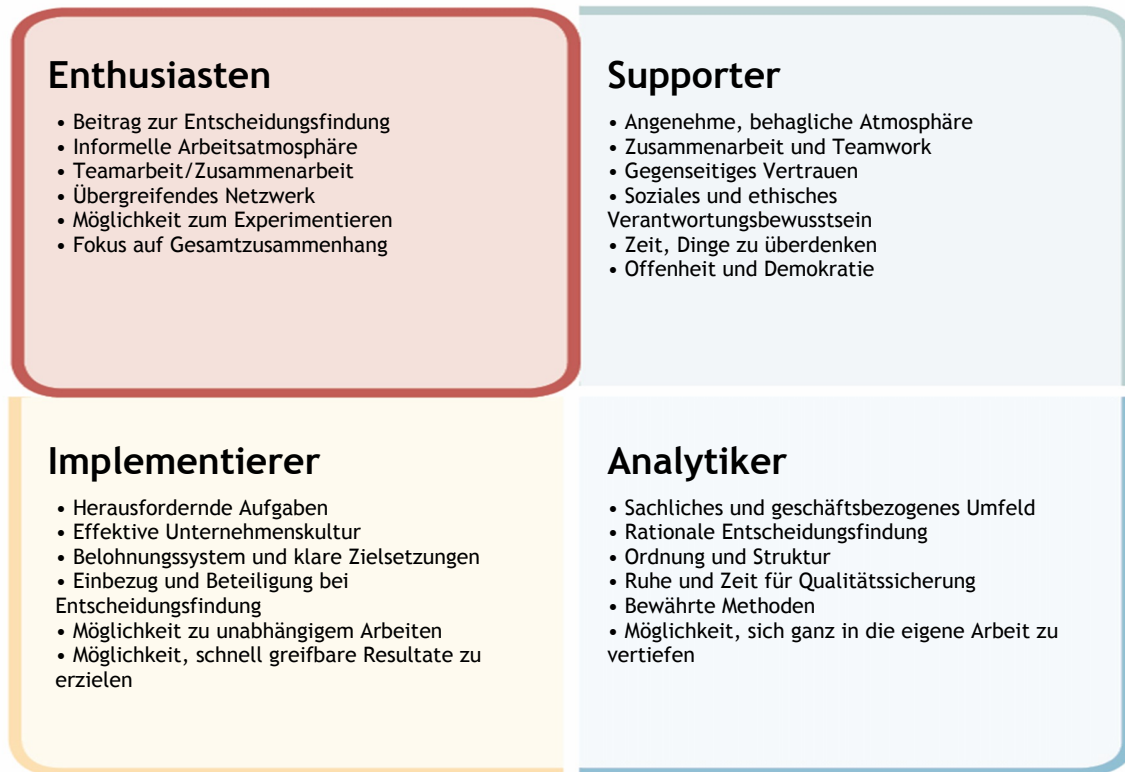 Enthusiasten
• Beitrag zur Entscheidungsfindung
• Informelle Arbeitsatmosphäre
• Teamarbeit/Zusammenarbeit
• Übergreifendes Netzwerk
• Möglichkeit zum Experimentieren
• Fokus auf Gesamtzusammenhang
Supporter
• Angenehme, behagliche Atmosphäre
• Zusammenarbeit und Teamwork
• Gegenseitiges Vertrauen
• Soziales und ethisches
Verantwortungsbewusstsein
• Zeit, Dinge zu überdenken
• Offenheit und Demokratie
Implementierer
• Herausfordernde Aufgaben
• Effektive Unternehmenskultur
• Belohnungssystem und klare Zielsetzungen
• Einbezug und Beteiligung bei
Entscheidungsfindung
• Möglichkeit zu unabhängigem Arbeiten
• Möglichkeit, schnell greifbare Resultate zu
erzielen
Analytiker
• Sachliches und geschäftsbezogenes Umfeld
• Rationale Entscheidungsfindung
• Ordnung und Struktur
• Ruhe und Zeit für Qualitätssicherung
• Bewährte Methoden
• Möglichkeit, sich ganz in die eigene Arbeit zu
vertiefen